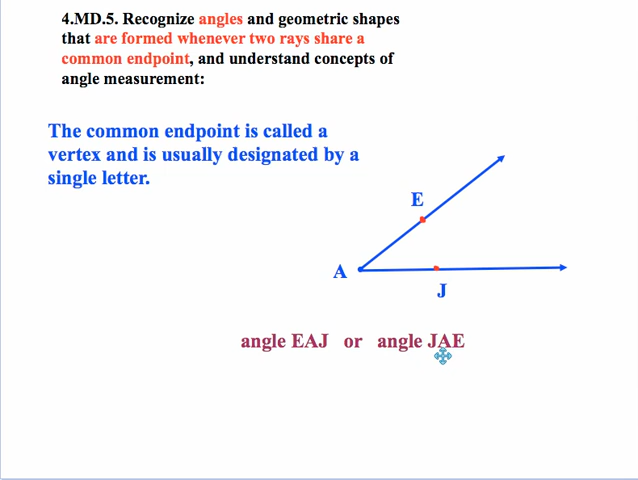 4.MD.5. Recognize angles and geometric shapes
that are formed whenever two rays share a
common endpoint, and understand concepts of
angle measurement:
The common endpoint is called a
vertex and is usually designated by a
single letter.
E
A
J
angle EAJ or angle JAE